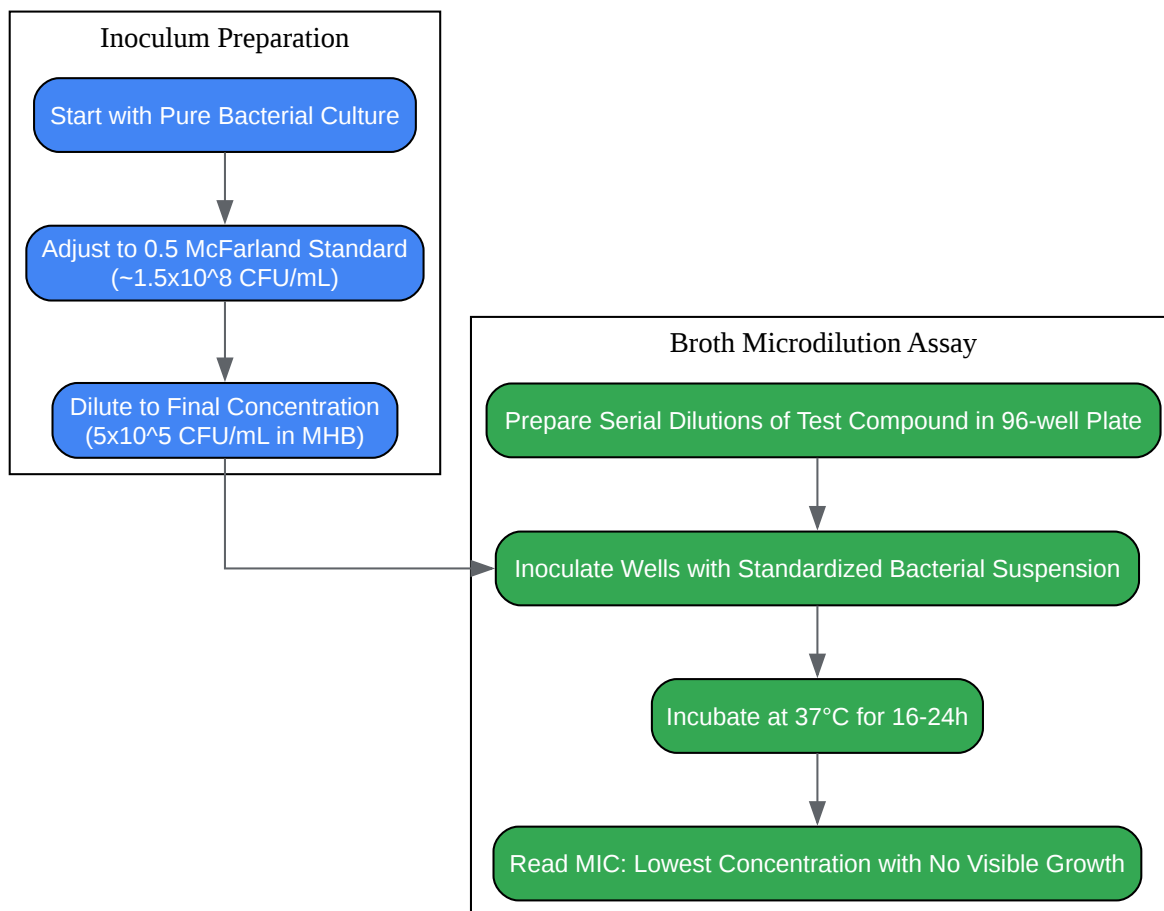 Inoculum Preparation
Start with Pure Bacterial Culture
Adjust to 0.5 McFarland Standard
(~1.5x10^8 CFU/mL)
Dilute to Final Concentration
(5x10^5 CFU/mL in MHB)
Broth Microdilution Assay
Prepare Serial Dilutions of Test Compound in 96-well Plate
Inoculate Wells with Standardized Bacterial Suspension
Incubate at 37°C for 16-24h
Read MIC: Lowest Concentration with No Visible Growth